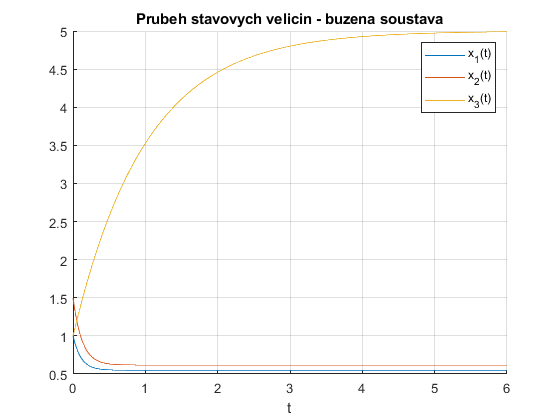 Prubeh stavovych velicin - buzena soustava
5
4.5
4
3.5
3
2.5
2
1.5
1
0.5
x1(t)
x2(t)
x3(t)
0 1 2 3 4 5 6
t